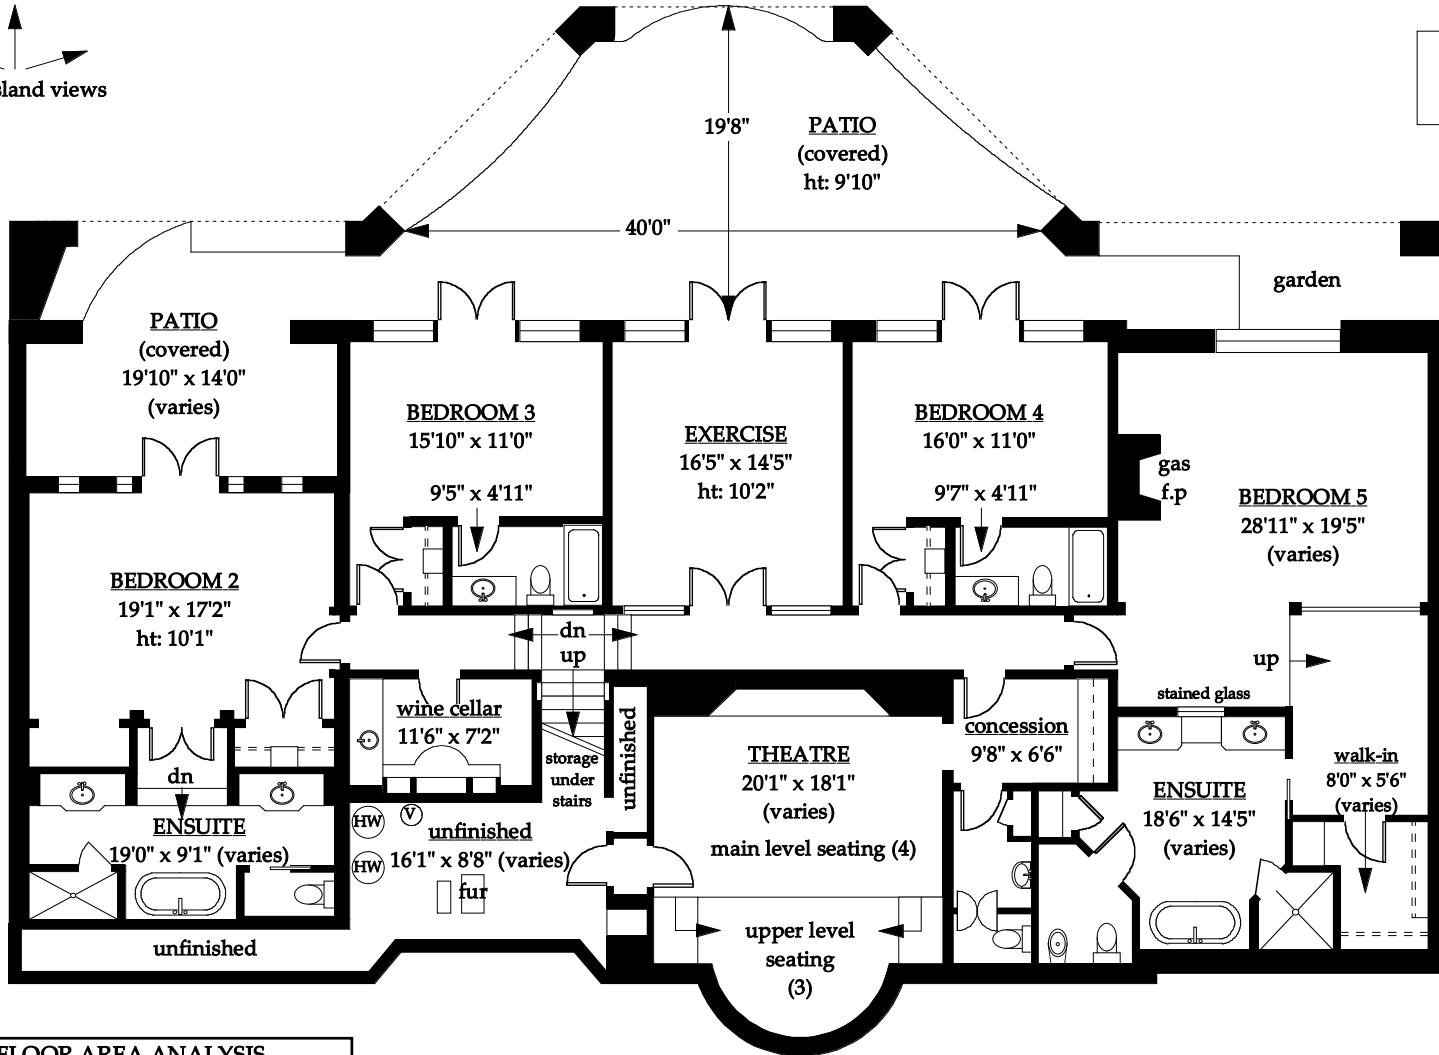 sland views
19'8"
PATIO
(covered)
ht: 9'10"
40'0"
garden
PATIO
(covered)
19'10" x 14'0"
(varies)
BEDROOM 3
15'10" x 11'0"
9'5" x 4'11"
EXERCISE
16'5" x 14'5"
ht: 10'2"
BEDROOM 4
16'0" x 11'0"
9'7" x 4'11"
gas
f.p
BEDROOM 5
28'11" x 19'5"
(varies)
BEDROOM 2
19'1" x 17'2"
ht: 10'1"
dn
up
up
stained glass
wine cellar
11'6" x 7'2"
storage
under
stairs
unfinished
THEATRE
20'1" x 18'1"
(varies)
main level seating (4)
concession
9'8" x 6'6"
walk-in
8'0" x 5'6"
(varies)
dn
ENSUITE
19'0" x 9'1" (varies)
HW
V
HW
unfinished
16'1" x 8'8" (varies)
fur
ENSUITE
18'6" x 14'5"
(varies)
upper level
seating
(3)
unfinished
FLOOR AREA ANALYSIS